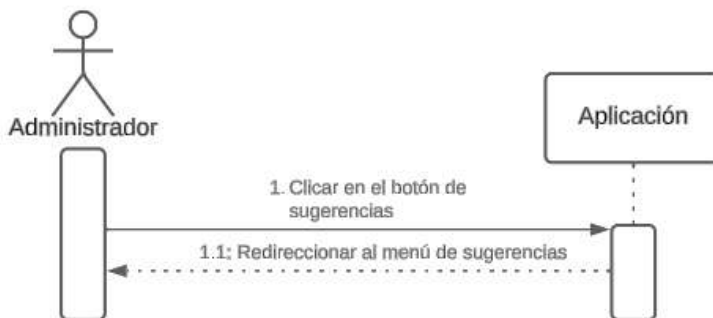 Administrador
Aplicación
1. Clicar en el botón de
sugerencias
1.1: Redireccionar al menú de sugerencias